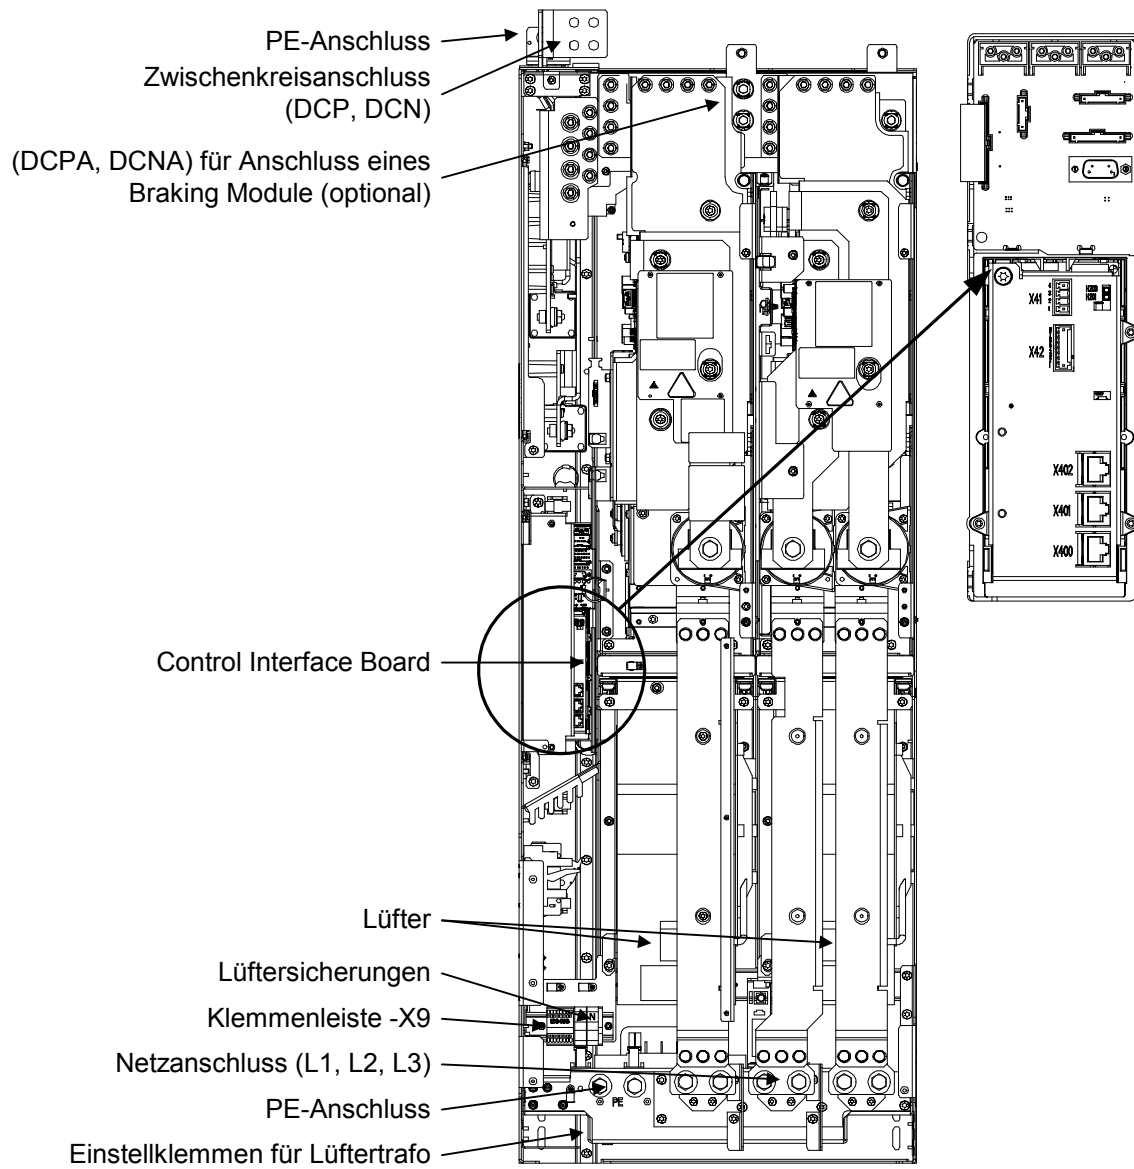 PE-Anschluss
Zwischenkreisanschluss
(DCP, DCN)
(DCPA, DCNA) für Anschluss eines
Braking Module (optional)
Control Interface Board
Lüfter
Lüftersicherungen
Klemmenleiste -X9
Netzanschluss (L1, L2, L3)
PE-Anschluss
Einstellklemmen für Lüftertrafo
PE
X41
X42
X402
X401
X400